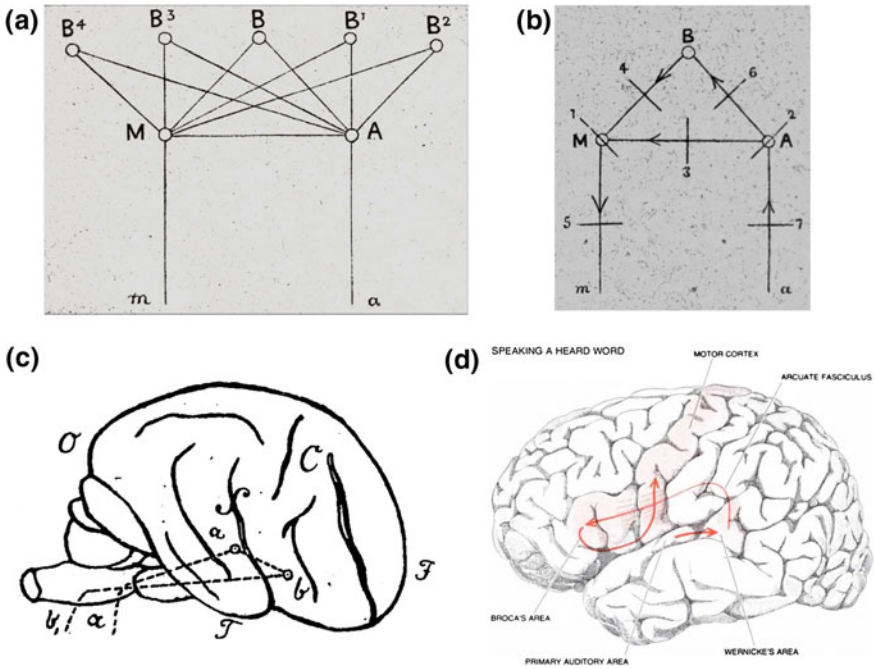 (a)
B⁴ B³ B B¹ B²
M A
m a
(b)
B
4 6
1 2
M A
3
5 7
m a
(c)
O
C
S
a
b
F
b, a
T
(d)
SPEAKING A HEARD WORD
MOTOR CORTEX
ARCUATE FASCICULUS
BROCA'S AREA
PRIMARY AUDITORY AREA
WERNICKE'S AREA